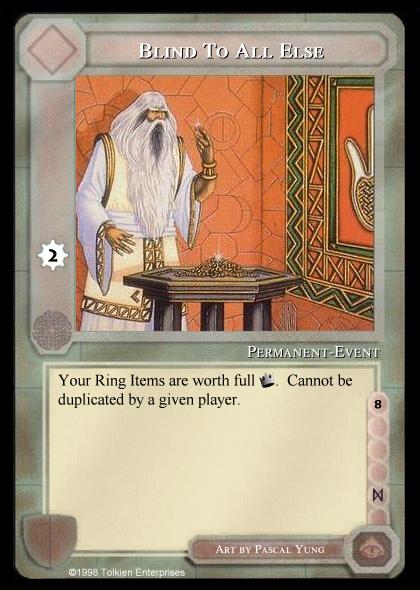 BLIND TO ALL ELSE
2
PERMANENT-EVENT
Your Ring Items are worth full . Cannot be
duplicated by a given player.
8
ART BY PASCAL YUNG
©1998 Tolkien Enterprises